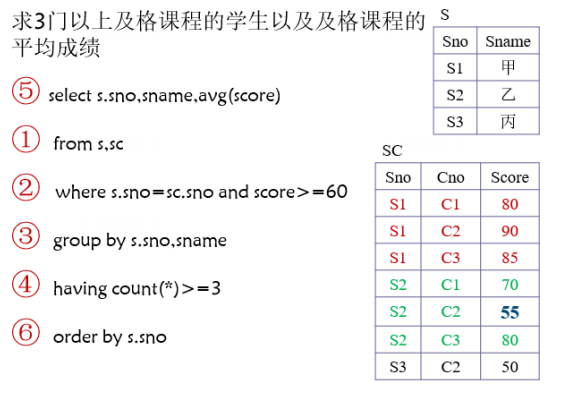 求3门以上及格课程的学生以及及格课程的
平均成绩
⑤ select s.sno,sname,avg(score)
① from s,sc
② where s.sno=sc.sno and score>=60
③ group by s.sno,sname
④ having count(*)>=3
⑥ order by s.sno
S
Sno Sname
S1 甲
S2 乙
S3 丙
SC
Sno Cno Score
S1 C1 80
S1 C2 90
S1 C3 85
S2 C1 70
S2 C2 55
S2 C3 80
S3 C2 50